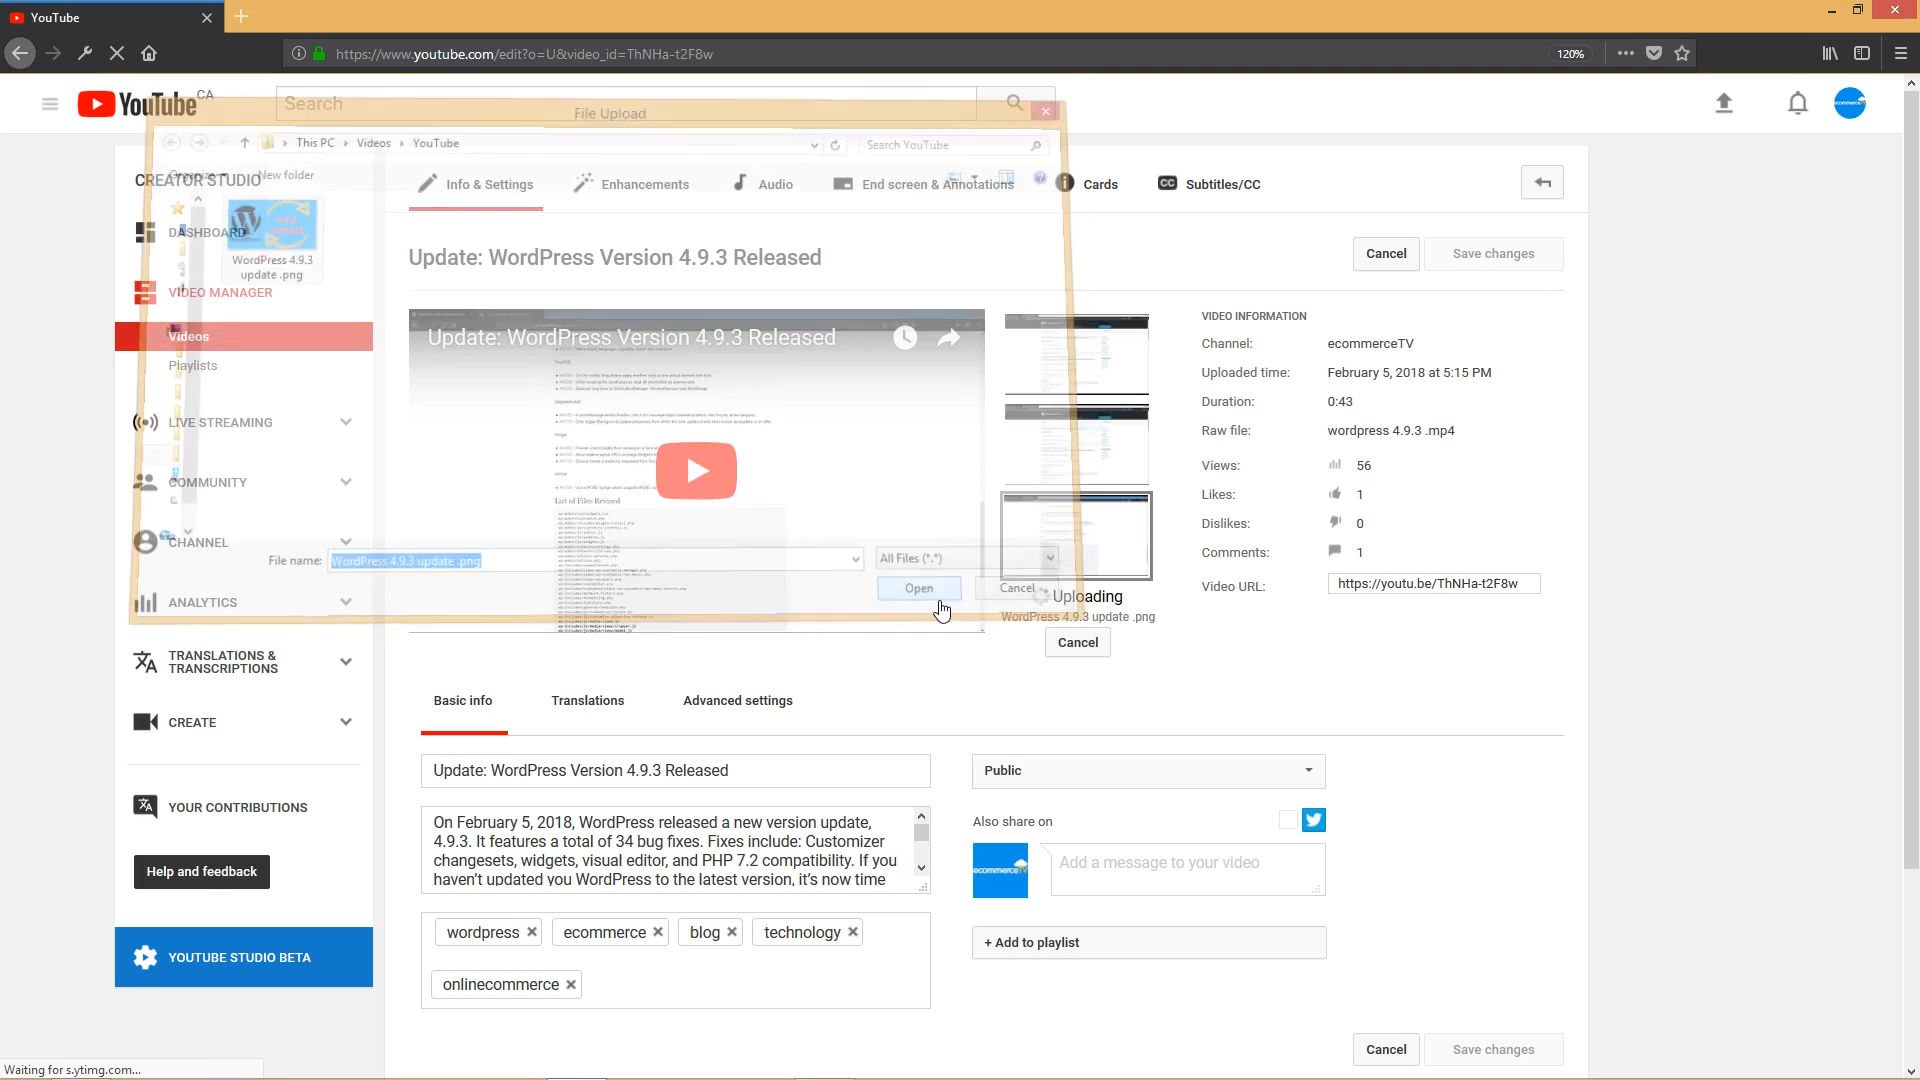 YouTube
https://www.youtube.com/edit?o=U&video_id=ThNHa-t2F8w
120%
YouTube CA
Search
File Upload
This PC > Videos > YouTube
Search YouTube
Organize
New folder
CREATOR STUDIO
Info & Settings
Enhancements
Audio
End screen & Annotations
Cards
CC Subtitles/CC
DASHBOARD
WordPress 4.9.3
update .png
VIDEO MANAGER
Videos
Playlists
LIVE STREAMING
COMMUNITY
CHANNEL
ANALYTICS
TRANSLATIONS &
TRANSCRIPTIONS
CREATE
YOUR CONTRIBUTIONS
Help and feedback
YOUTUBE STUDIO BETA
Update: WordPress Version 4.9.3 Released
Cancel
Save changes
Update: WordPress Version 4.9.3 Released
List of Files Revised
File name:
WordPress 4.9.3 update .png
All Files (*.*)
Open
Cancel
Uploading
WordPress 4.9.3 update .png
Cancel
VIDEO INFORMATION
Channel: ecommerceTV
Uploaded time: February 5, 2018 at 5:15 PM
Duration: 0:43
Raw file: wordpress 4.9.3 .mp4
Views: 56
Likes: 1
Dislikes: 0
Comments: 1
Video URL: https://youtu.be/ThNHa-t2F8w
Basic info
Translations
Advanced settings
Update: WordPress Version 4.9.3 Released
Public
On February 5, 2018, WordPress released a new version update,
4.9.3. It features a total of 34 bug fixes. Fixes include: Customizer
changesets, widgets, visual editor, and PHP 7.2 compatibility. If you
haven't updated you WordPress to the latest version, it's now time
Also share on
ecommerceTV
Add a message to your video
wordpress
ecommerce
blog
technology
onlinecommerce
+ Add to playlist
Cancel
Save changes
Waiting for s.ytimg.com...